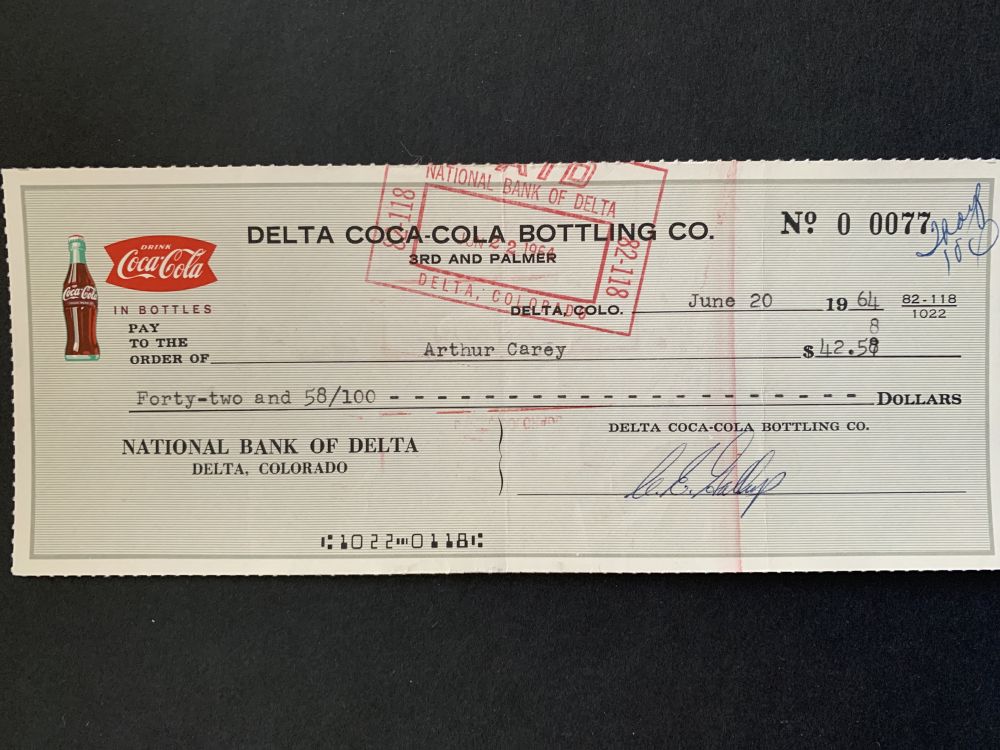 PAID
NATIONAL BANK OF DELTA
82-118
JUN 22 1964
82-118
DELTA, COLORADO
DELTA COCA-COLA BOTTLING CO.
3RD AND PALMER
Nº 0 0077
DRINK
Coca-Cola
Coca-Cola
IN BOTTLES
DELTA, COLO. June 20 19 64
82-118
1022
PAY
TO THE
ORDER OF Arthur Carey $ 42.58
8
Forty-two and 58/100 - - - - - - - - - - - - - - - - - - - - - DOLLARS
NATIONAL BANK OF DELTA
DELTA, COLORADO
DELTA COCA-COLA BOTTLING CO.
⑆1022⑉0118⑆